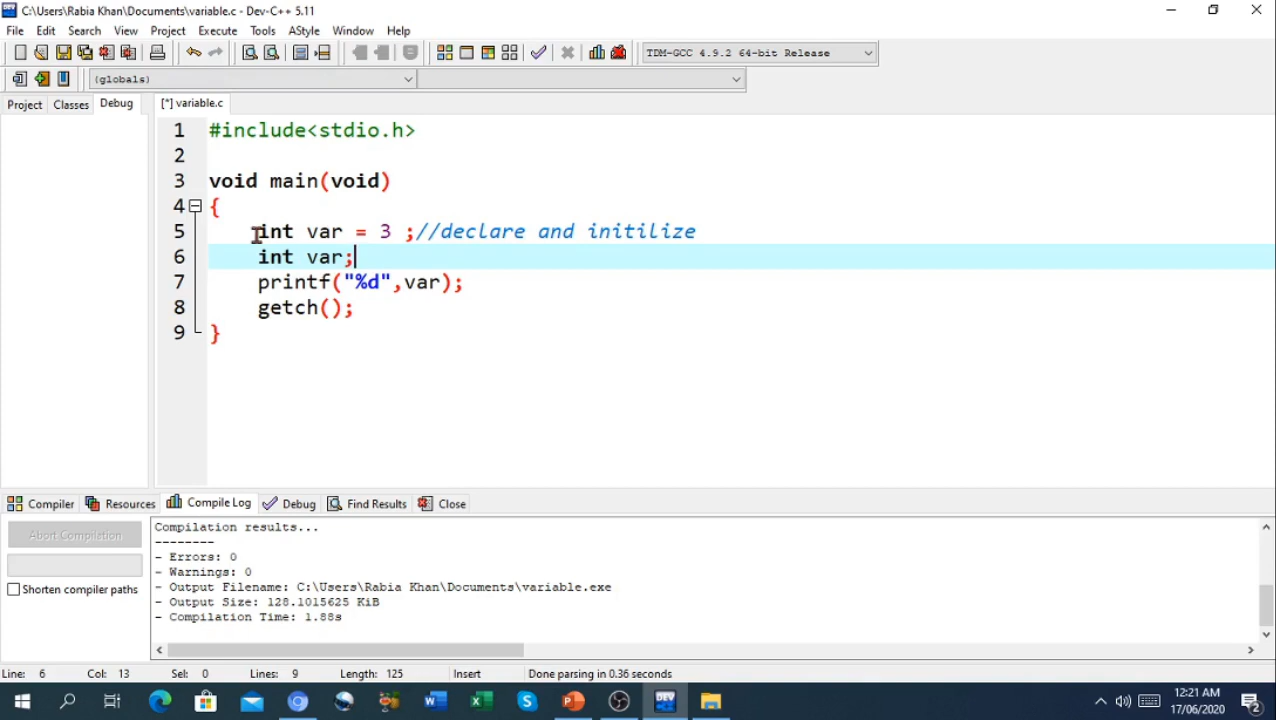 C:\Users\Rabia Khan\Documents\variable.c - Dev-C++ 5.11
File Edit Search View Project Execute Tools AStyle Window Help
TDM-GCC 4.9.2 64-bit Release
(globals)
Project Classes Debug [*] variable.c
1 #include<stdio.h>
2
3 void main(void)
4 {
5 int var = 3 ;//declare and initilize
6 int var;
7 printf("%d",var);
8 getch();
9 }
Compiler Resources Compile Log Debug Find Results Close
Abort Compilation
Shorten compiler paths
Compilation results...
--------
- Errors: 0
- Warnings: 0
- Output Filename: C:\Users\Rabia Khan\Documents\variable.exe
- Output Size: 128.1015625 KiB
- Compilation Time: 1.88s
Line: 6 Col: 13 Sel: 0 Lines: 9 Length: 125 Insert Done parsing in 0.36 seconds
12:21 AM
17/06/2020
2